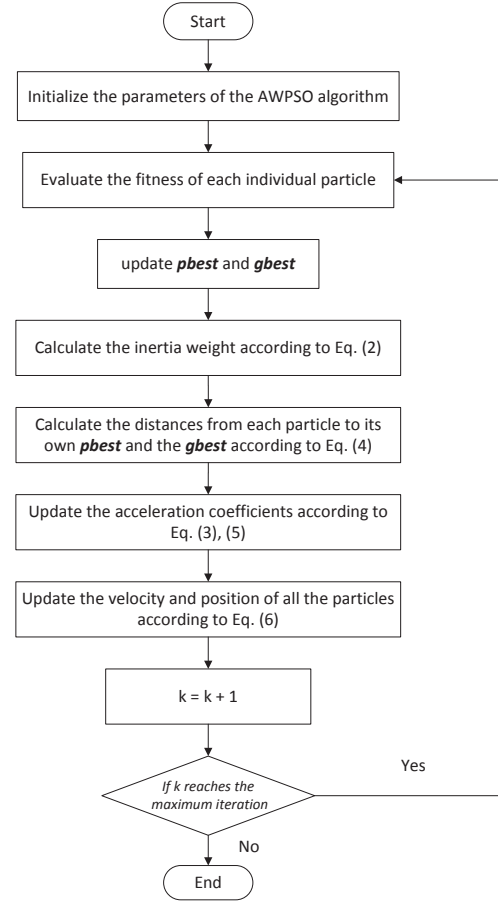 Start
Initialize the parameters of the AWPSO algorithm
Evaluate the fitness of each individual particle
update pbest and gbest
Calculate the inertia weight according to Eq. (2)
Calculate the distances from each particle to its
own pbest and the gbest according to Eq. (4)
Update the acceleration coefficients according to
Eq. (3), (5)
Update the velocity and position of all the particles
according to Eq. (6)
k = k + 1
If k reaches the
maximum iteration
Yes
No
End